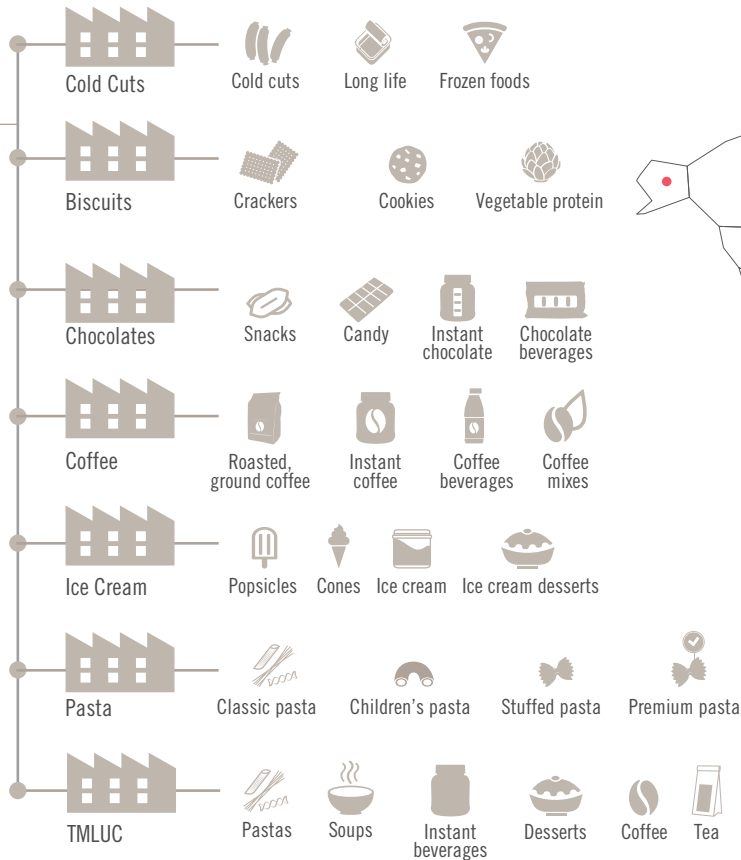 Cold Cuts
Cold cuts
Long life
Frozen foods
Biscuits
Crackers
Cookies
Vegetable protein
Chocolates
Snacks
Candy
Instant
chocolate
Chocolate
beverages
Coffee
Roasted,
ground coffee
Instant
coffee
Coffee
beverages
Coffee
mixes
Ice Cream
Popsicles
Cones
Ice cream
Ice cream desserts
Pasta
Classic pasta
Children's pasta
Stuffed pasta
Premium pasta
TMLUC
Pastas
Soups
Instant
beverages
Desserts
Coffee
Tea